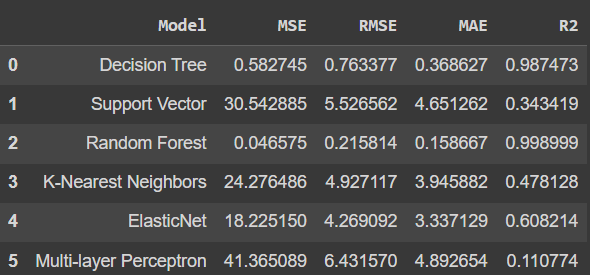 Model MSE RMSE MAE R2
0 Decision Tree 0.582745 0.763377 0.368627 0.987473
1 Support Vector 30.542885 5.526562 4.651262 0.343419
2 Random Forest 0.046575 0.215814 0.158667 0.998999
3 K-Nearest Neighbors 24.276486 4.927117 3.945882 0.478128
4 ElasticNet 18.225150 4.269092 3.337129 0.608214
5 Multi-layer Perceptron 41.365089 6.431570 4.892654 0.110774